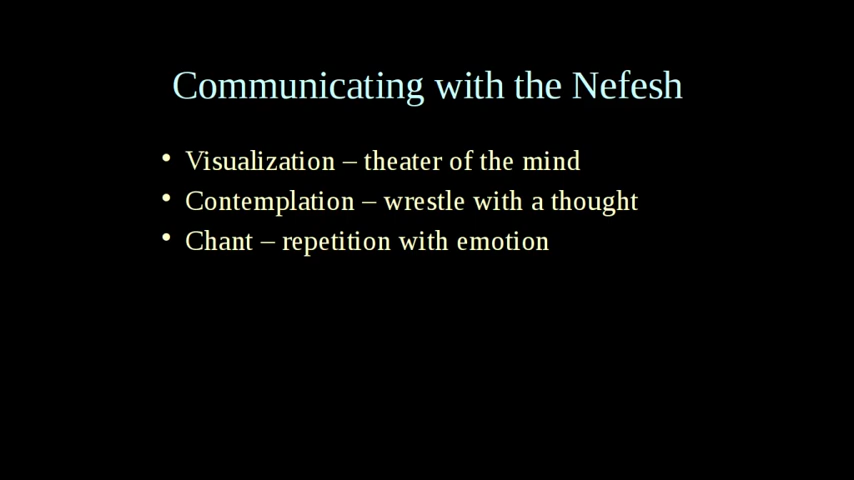 Communicating with the Nefesh
• Visualization – theater of the mind
• Contemplation – wrestle with a thought
• Chant – repetition with emotion